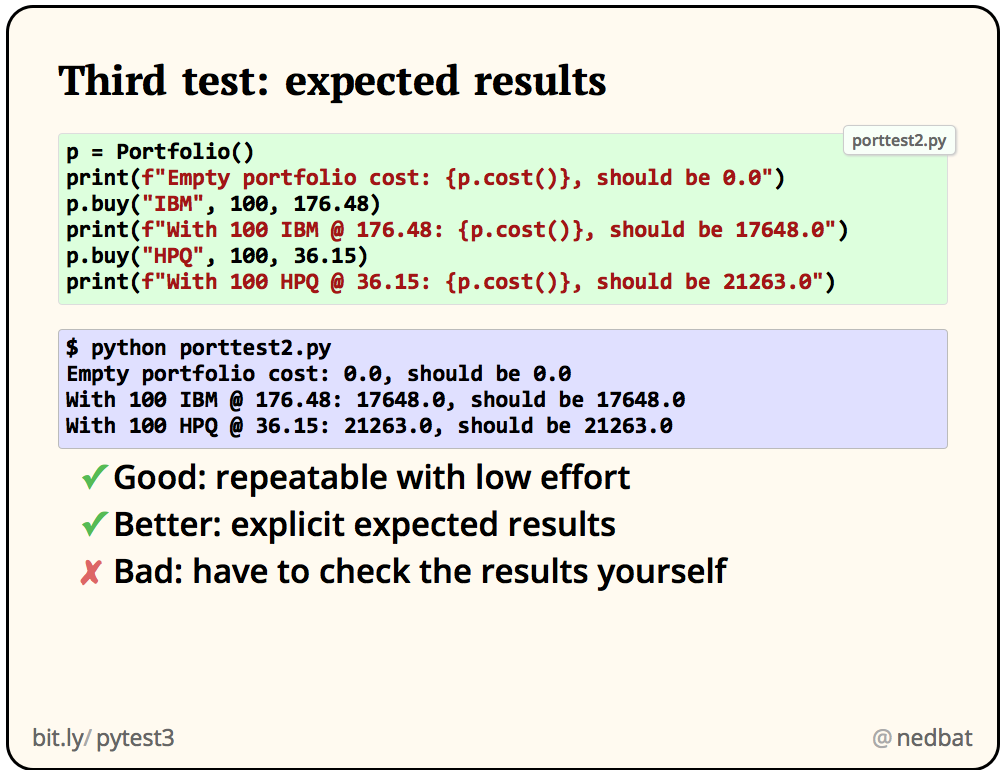 Third test: expected results
porttest2.py
p = Portfolio()
print(f"Empty portfolio cost: {p.cost()}, should be 0.0")
p.buy("IBM", 100, 176.48)
print(f"With 100 IBM @ 176.48: {p.cost()}, should be 17648.0")
p.buy("HPQ", 100, 36.15)
print(f"With 100 HPQ @ 36.15: {p.cost()}, should be 21263.0")
$ python porttest2.py
Empty portfolio cost: 0.0, should be 0.0
With 100 IBM @ 176.48: 17648.0, should be 17648.0
With 100 HPQ @ 36.15: 21263.0, should be 21263.0
✓ Good: repeatable with low effort
✓ Better: explicit expected results
✗ Bad: have to check the results yourself
bit.ly/pytest3
@nedbat